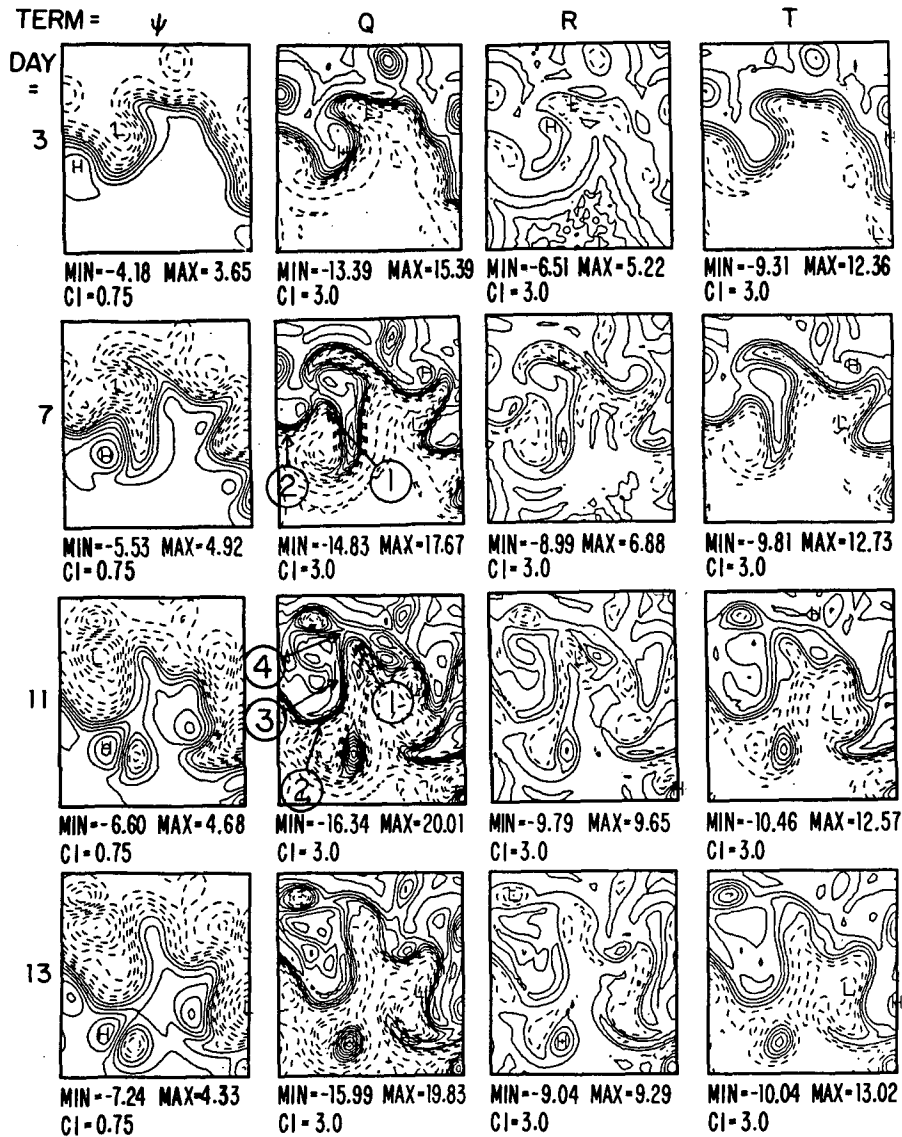 TERM = ψ Q R T
DAY
=
3
H L L H L H L H
MIN=-4.18 MAX=3.65 MIN=-13.39 MAX=15.39 MIN=-6.51 MAX=5.22 MIN=-9.31 MAX=12.36
CI=0.75 CI=3.0 CI=3.0 CI=3.0
7
L H H L L H H L
② ①
MIN=-5.53 MAX=4.92 MIN=-14.83 MAX=17.67 MIN=-8.99 MAX=6.88 MIN=-9.81 MAX=12.73
CI=0.75 CI=3.0 CI=3.0 CI=3.0
11
L H L H H L
④
③ ①
②
MIN=-6.60 MAX=4.68 MIN=-16.34 MAX=20.01 MIN=-9.79 MAX=9.65 MIN=-10.46 MAX=12.57
CI=0.75 CI=3.0 CI=3.0 CI=3.0
13
H L L H L H
MIN=-7.24 MAX=4.33 MIN=-15.99 MAX=19.83 MIN=-9.04 MAX=9.29 MIN=-10.04 MAX=13.02
CI=0.75 CI=3.0 CI=3.0 CI=3.0